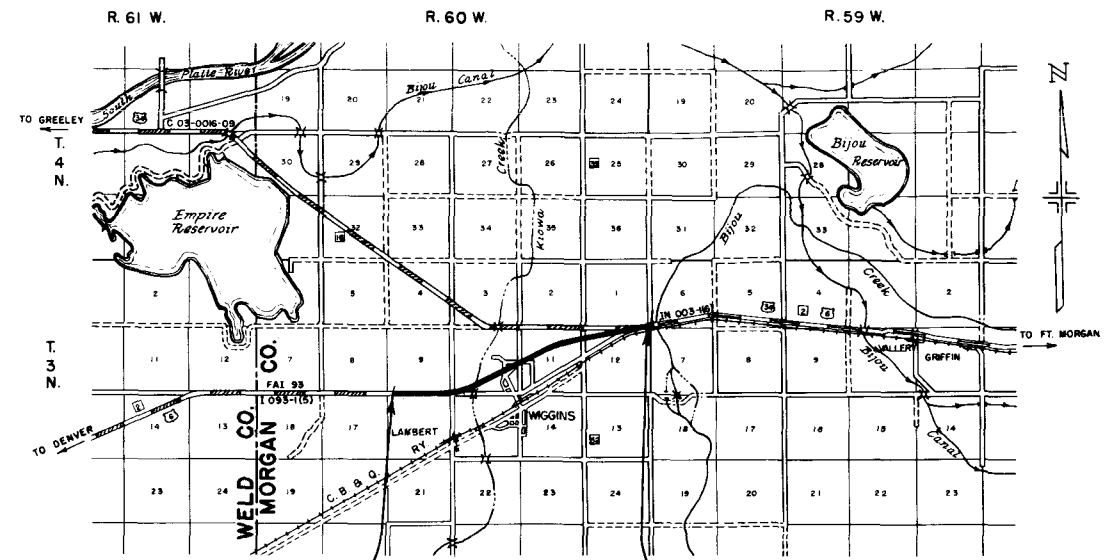 R. 61 W. R. 60 W. R. 59 W.
South Platte River
Bijou Canal
19 20 21 22 23 24 19 20
34
TO GREELEY
C 03-0016-09
T. 4 N.
30 29 28 27 26 25 30 29 28
Creek
Bijou Reservoir
Empire Reservoir
32 33 34 35 36 31 32 33
Kiowa
Bijou
Creek
2 5 4 3 2 1 6 5 4 2
IN 003-1(6)
34 2 6
TO FT. MORGAN
T. 3 N.
11 12 7 8 9 11 12 7 8 9
VALLERY
GRIFFIN
Bijou
Canal
FAI 93
I 093-1(5)
2 6
TO DENVER
14 13 18 17 14 13 18 17 16 15 14
LAMBERT
WIGGINS
C. B. & Q. RY
WELD CO.
MORGAN CO.
23 24 19 21 22 23 24 19 20 21 22 23
N